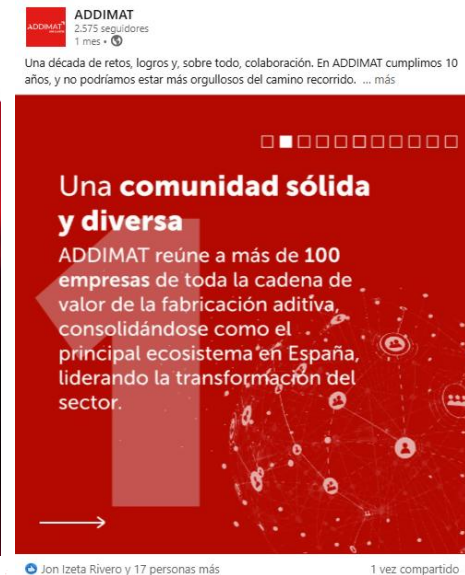 ADDIMAT
ADDIMAT
2.575 seguidores
1 mes •
Una década de retos, logros y, sobre todo, colaboración. En ADDIMAT cumplimos 10
años, y no podríamos estar más orgullosos del camino recorrido. ... más
Una comunidad sólida
y diversa
1
ADDIMAT reúne a más de 100
empresas de toda la cadena de
valor de la fabricación aditiva,
consolidándose como el
principal ecosistema en España,
liderando la transformación del
sector.
Jon Izeta Rivero y 17 personas más
1 vez compartido